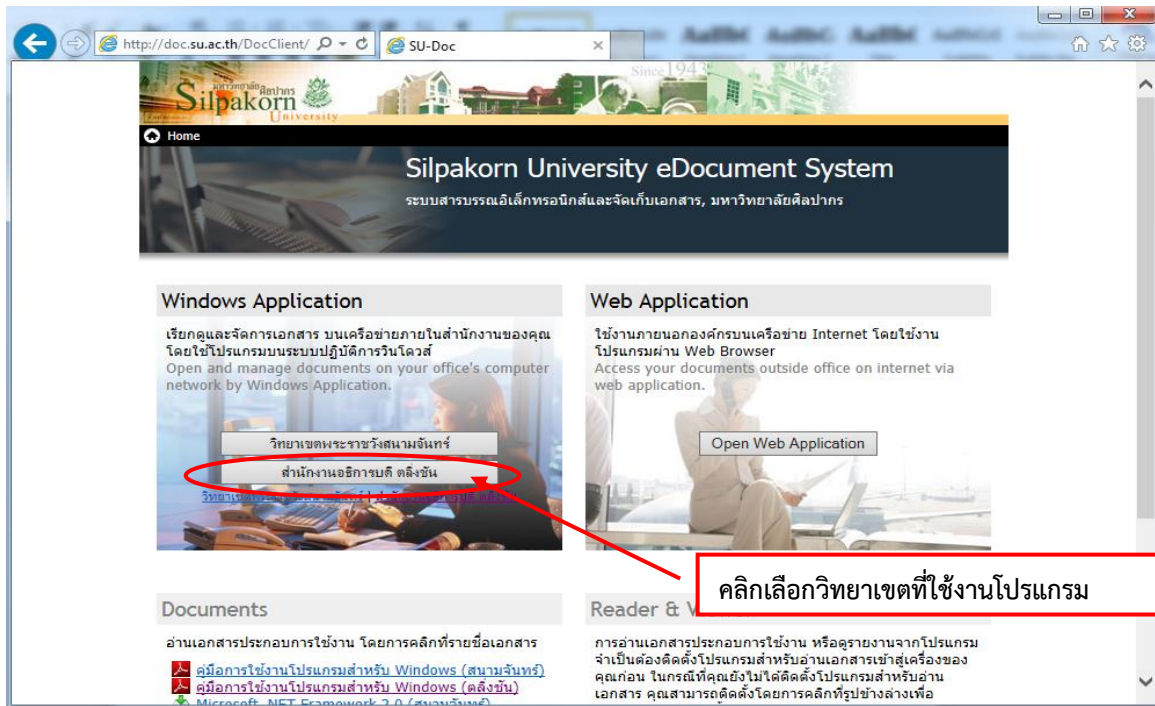 http://doc.su.ac.th/DocClient/
SU-Doc
มหาวิทยาลัยศิลปากร
Silpakorn
University
Since 1943
Home
Silpakorn University eDocument System
ระบบสารบรรณอิเล็กทรอนิกส์และจัดเก็บเอกสาร, มหาวิทยาลัยศิลปากร
Windows Application
เรียกดูและจัดการเอกสาร บนเครือข่ายภายในสำนักงานของคุณ
โดยใช้โปรแกรมบนระบบปฏิบัติการวินโดวส์
Open and manage documents on your office's computer
network by Windows Application.
วิทยาเขตพระราชวังสนามจันทร์
สำนักงานอธิการบดี ตลิ่งชัน
Web Application
ใช้งานภายนอกองค์กรบนเครือข่าย Internet โดยใช้งาน
โปรแกรมผ่าน Web Browser
Access your documents outside office on internet via
web application.
Open Web Application
คลิกเลือกวิทยาเขตที่ใช้งานโปรแกรม
Documents
อ่านเอกสารประกอบการใช้งาน โดยการคลิกที่รายชื่อเอกสาร
คู่มือการใช้งานโปรแกรมสำหรับ Windows (สนามจันทร์)
คู่มือการใช้งานโปรแกรมสำหรับ Windows (ตลิ่งชัน)
Microsoft .NET Framework 2.0 (สนามจันทร์)
Reader &
การอ่านเอกสารประกอบการใช้งาน หรือดูรายงานจากโปรแกรม
จำเป็นต้องติดตั้งโปรแกรมสำหรับอ่านเอกสารเข้าสู่เครื่องของ
คุณก่อน ในกรณีที่คุณยังไม่ได้ติดตั้งโปรแกรมสำหรับอ่าน
เอกสาร คุณสามารถติดตั้งโดยการคลิกที่รูปข้างล่างเพื่อ